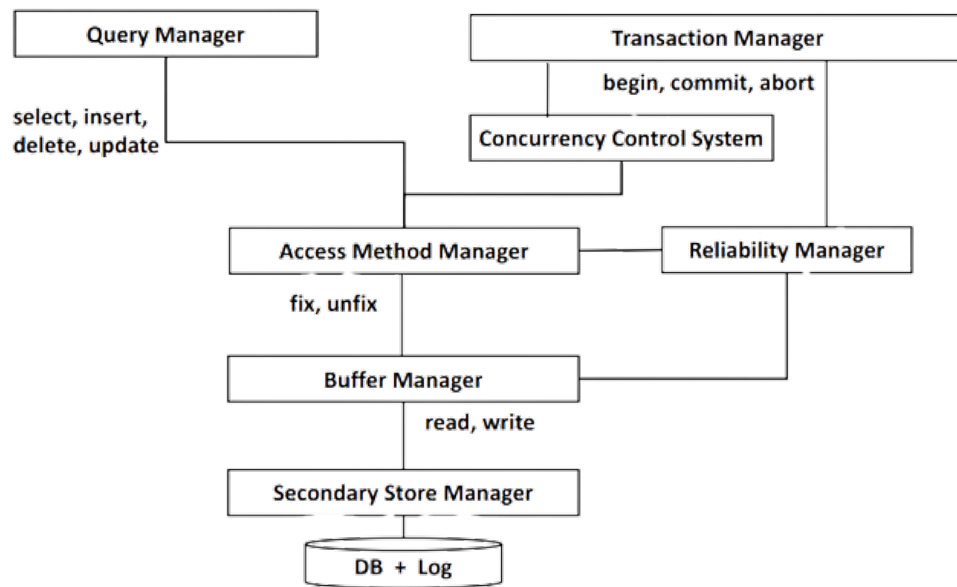 Query Manager
Transaction Manager
begin, commit, abort
select, insert,
delete, update
Concurrency Control System
Access Method Manager
Reliability Manager
fix, unfix
Buffer Manager
read, write
Secondary Store Manager
DB + Log